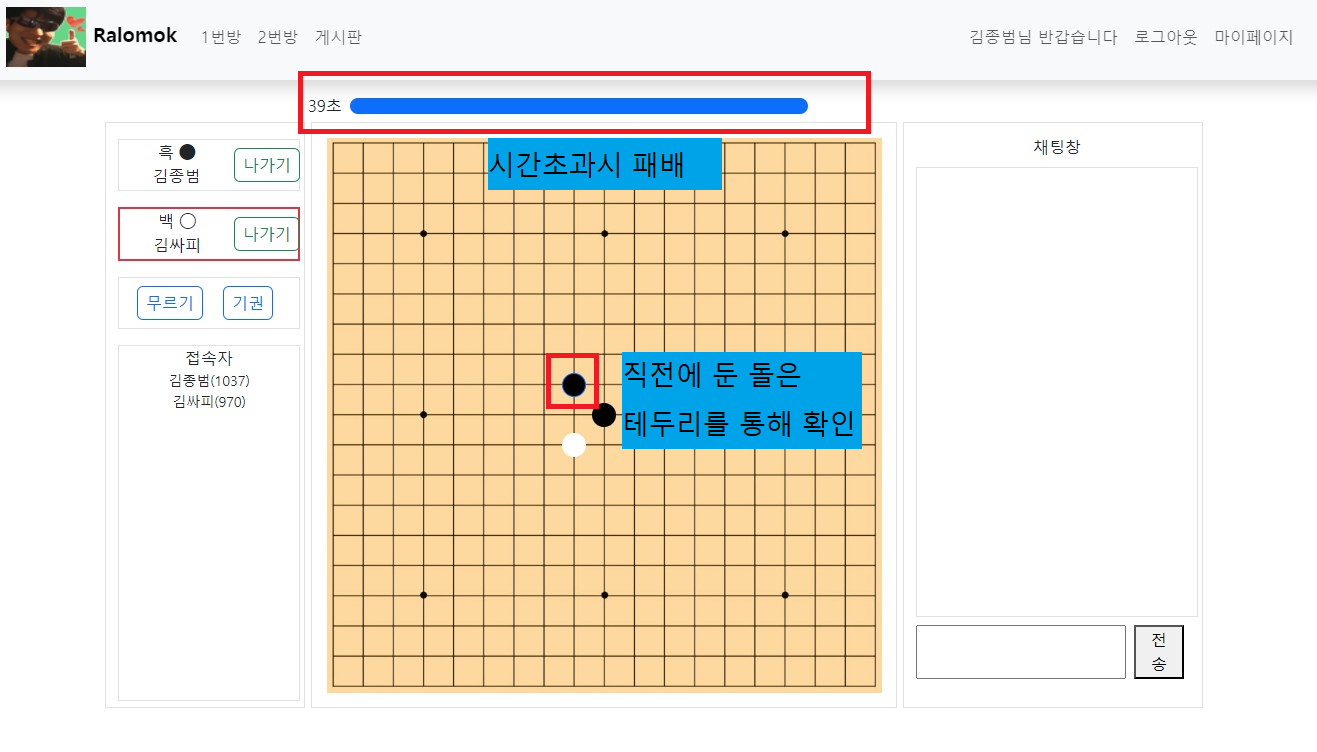 Ralomok 1번방 2번방 게시판 김종범님 반갑습니다 로그아웃 마이페이지
39초
흑 ●
김종범
나가기
백 ○
김싸피
나가기
무르기 기권
접속자
김종범(1037)
김싸피(970)
시간초과시 패배
직전에 둔 돌은
테두리를 통해 확인
채팅창
전
송